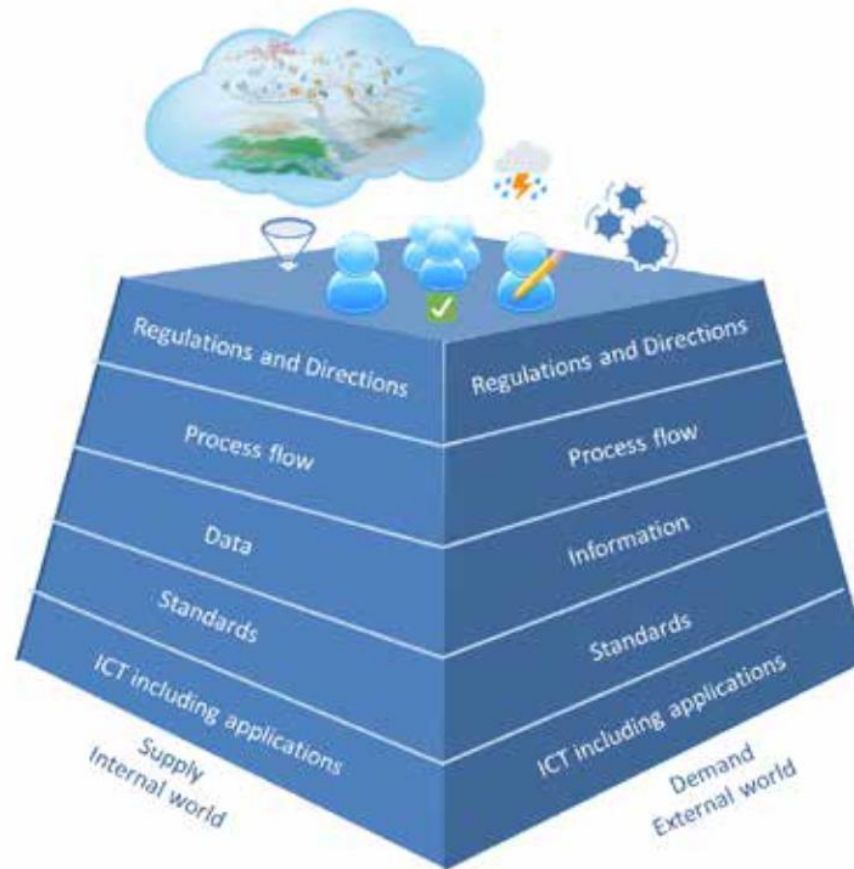 Regulations and Directions
Process flow
Data
Standards
ICT including applications
Supply
Internal world
Regulations and Directions
Process flow
Information
Standards
ICT including applications
Demand
External world